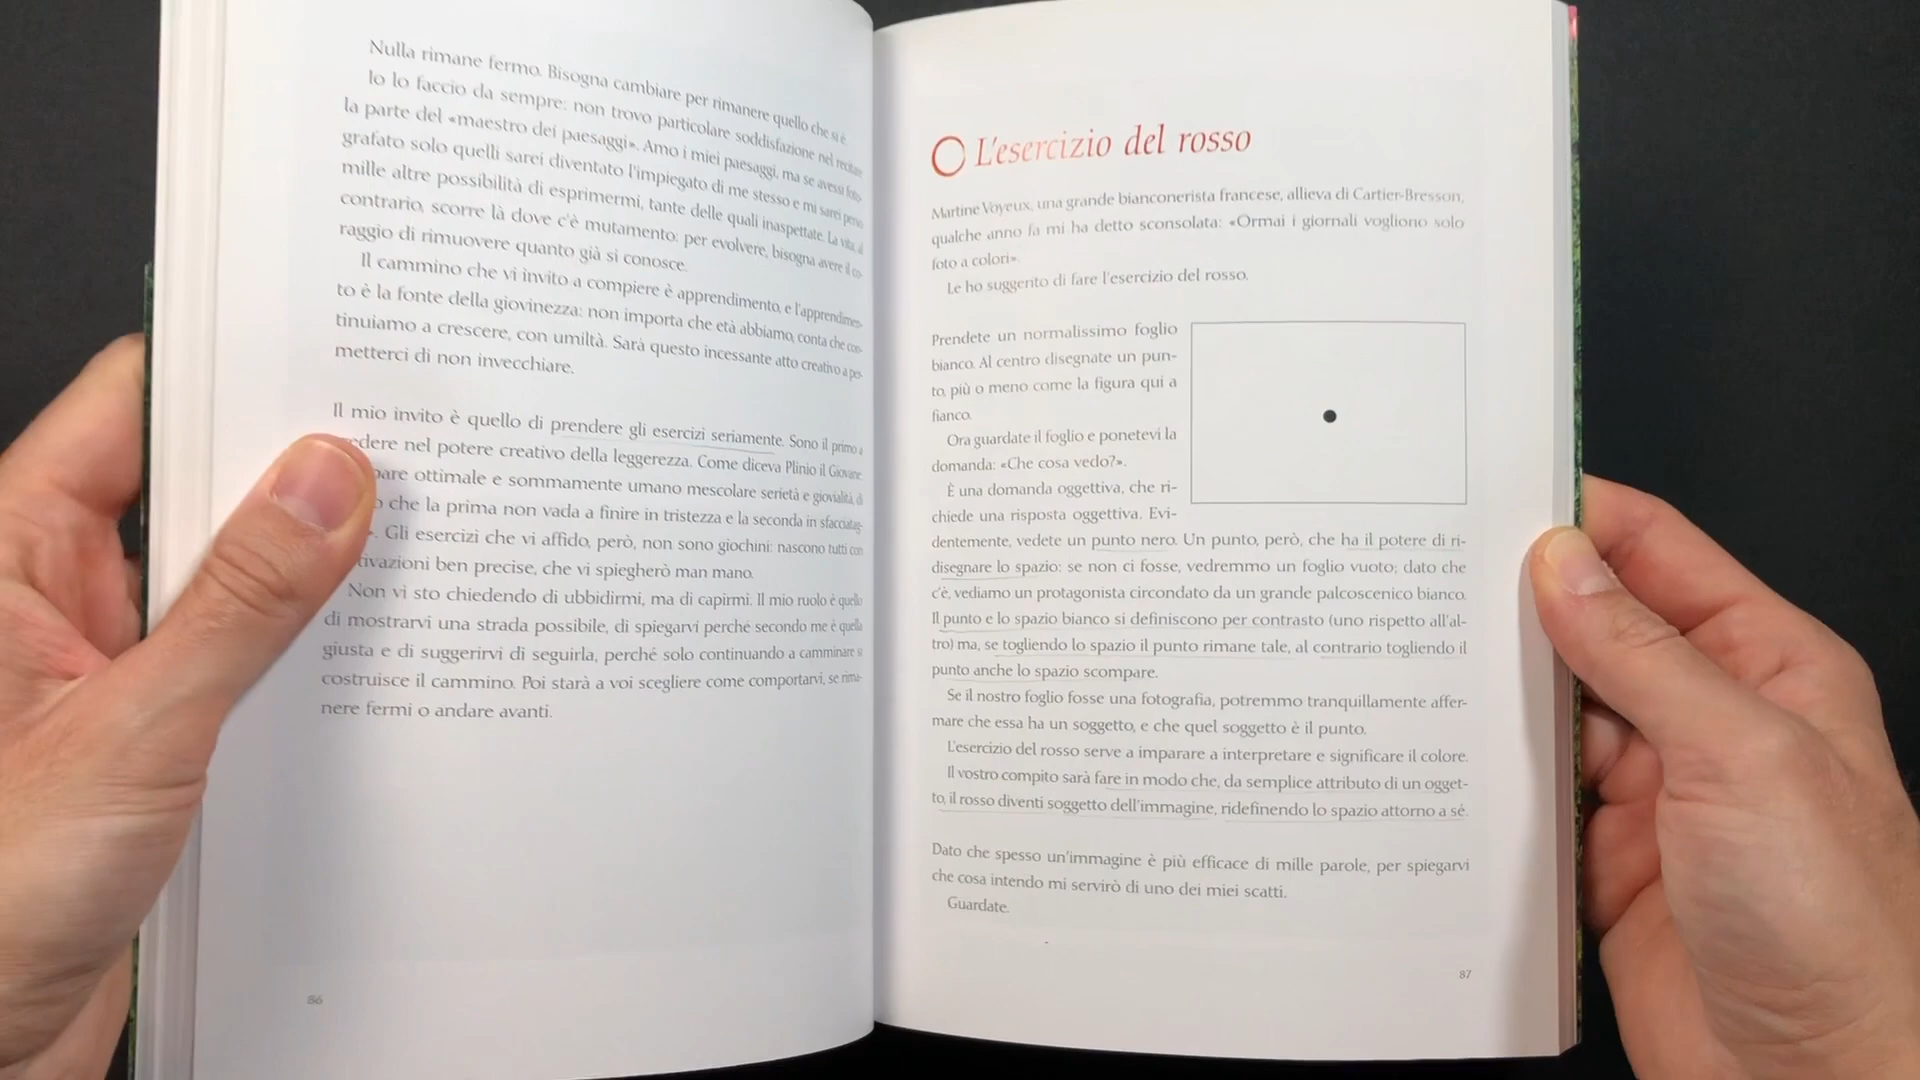 Nulla rimane fermo. Bisogna cambiare per rimanere quello che si è.
Io lo faccio da sempre: non trovo particolare soddisfazione nel recitare
la parte del «maestro dei paesaggi». Amo i miei paesaggi, ma se avessi foto-
grafato solo quelli sarei diventato l'impiegato di me stesso e mi sarei perso
mille altre possibilità di esprimermi, tante delle quali inaspettate. La vita, al
contrario, scorre là dove c'è mutamento: per evolvere, bisogna avere il co-
raggio di rimuovere quanto già si conosce.
Il cammino che vi invito a compiere è apprendimento, e l'apprendimen-
to è la fonte della giovinezza: non importa che età abbiamo, conta che con-
tinuiamo a crescere, con umiltà. Sarà questo incessante atto creativo a per-
metterci di non invecchiare.
Il mio invito è quello di prendere gli esercizi seriamente. Sono il primo a
edere nel potere creativo della leggerezza. Come diceva Plinio il Giovane
pare ottimale e sommamente umano mescolare serietà e giovialità, di
o che la prima non vada a finire in tristezza e la seconda in sfacciatag-
». Gli esercizi che vi affido, però, non sono giochini: nascono tutti con
ivazioni ben precise, che vi spiegherò man mano.
Non vi sto chiedendo di ubbidirmi, ma di capirmi. Il mio ruolo è quello
di mostrarvi una strada possibile, di spiegarvi perché secondo me è quella
giusta e di suggerirvi di seguirla, perché solo continuando a camminare si
costruisce il cammino. Poi starà a voi scegliere come comportarvi, se rima-
nere fermi o andare avanti.
86
L'esercizio del rosso
Martine Voyeux, una grande bianconerista francese, allieva di Cartier-Bresson,
qualche anno fa mi ha detto sconsolata: «Ormai i giornali vogliono solo
foto a colori».
Le ho suggerito di fare l'esercizio del rosso.
Prendete un normalissimo foglio
bianco. Al centro disegnate un pun-
to, più o meno come la figura qui a
fianco.
Ora guardate il foglio e ponetevi la
domanda: «Che cosa vedo?».
È una domanda oggettiva, che ri-
chiede una risposta oggettiva. Evi-
dentemente, vedete un punto nero. Un punto, però, che ha il potere di ri-
disegnare lo spazio: se non ci fosse, vedremmo un foglio vuoto; dato che
c'è, vediamo un protagonista circondato da un grande palcoscenico bianco.
Il punto e lo spazio bianco si definiscono per contrasto (uno rispetto all'al-
tro) ma, se togliendo lo spazio il punto rimane tale, al contrario togliendo il
punto anche lo spazio scompare.
Se il nostro foglio fosse una fotografia, potremmo tranquillamente affer-
mare che essa ha un soggetto, e che quel soggetto è il punto.
L'esercizio del rosso serve a imparare a interpretare e significare il colore.
Il vostro compito sarà fare in modo che, da semplice attributo di un ogget-
to, il rosso diventi soggetto dell'immagine, ridefinendo lo spazio attorno a sé.
Dato che spesso un'immagine è più efficace di mille parole, per spiegarvi
che cosa intendo mi servirò di uno dei miei scatti.
Guardate.
87